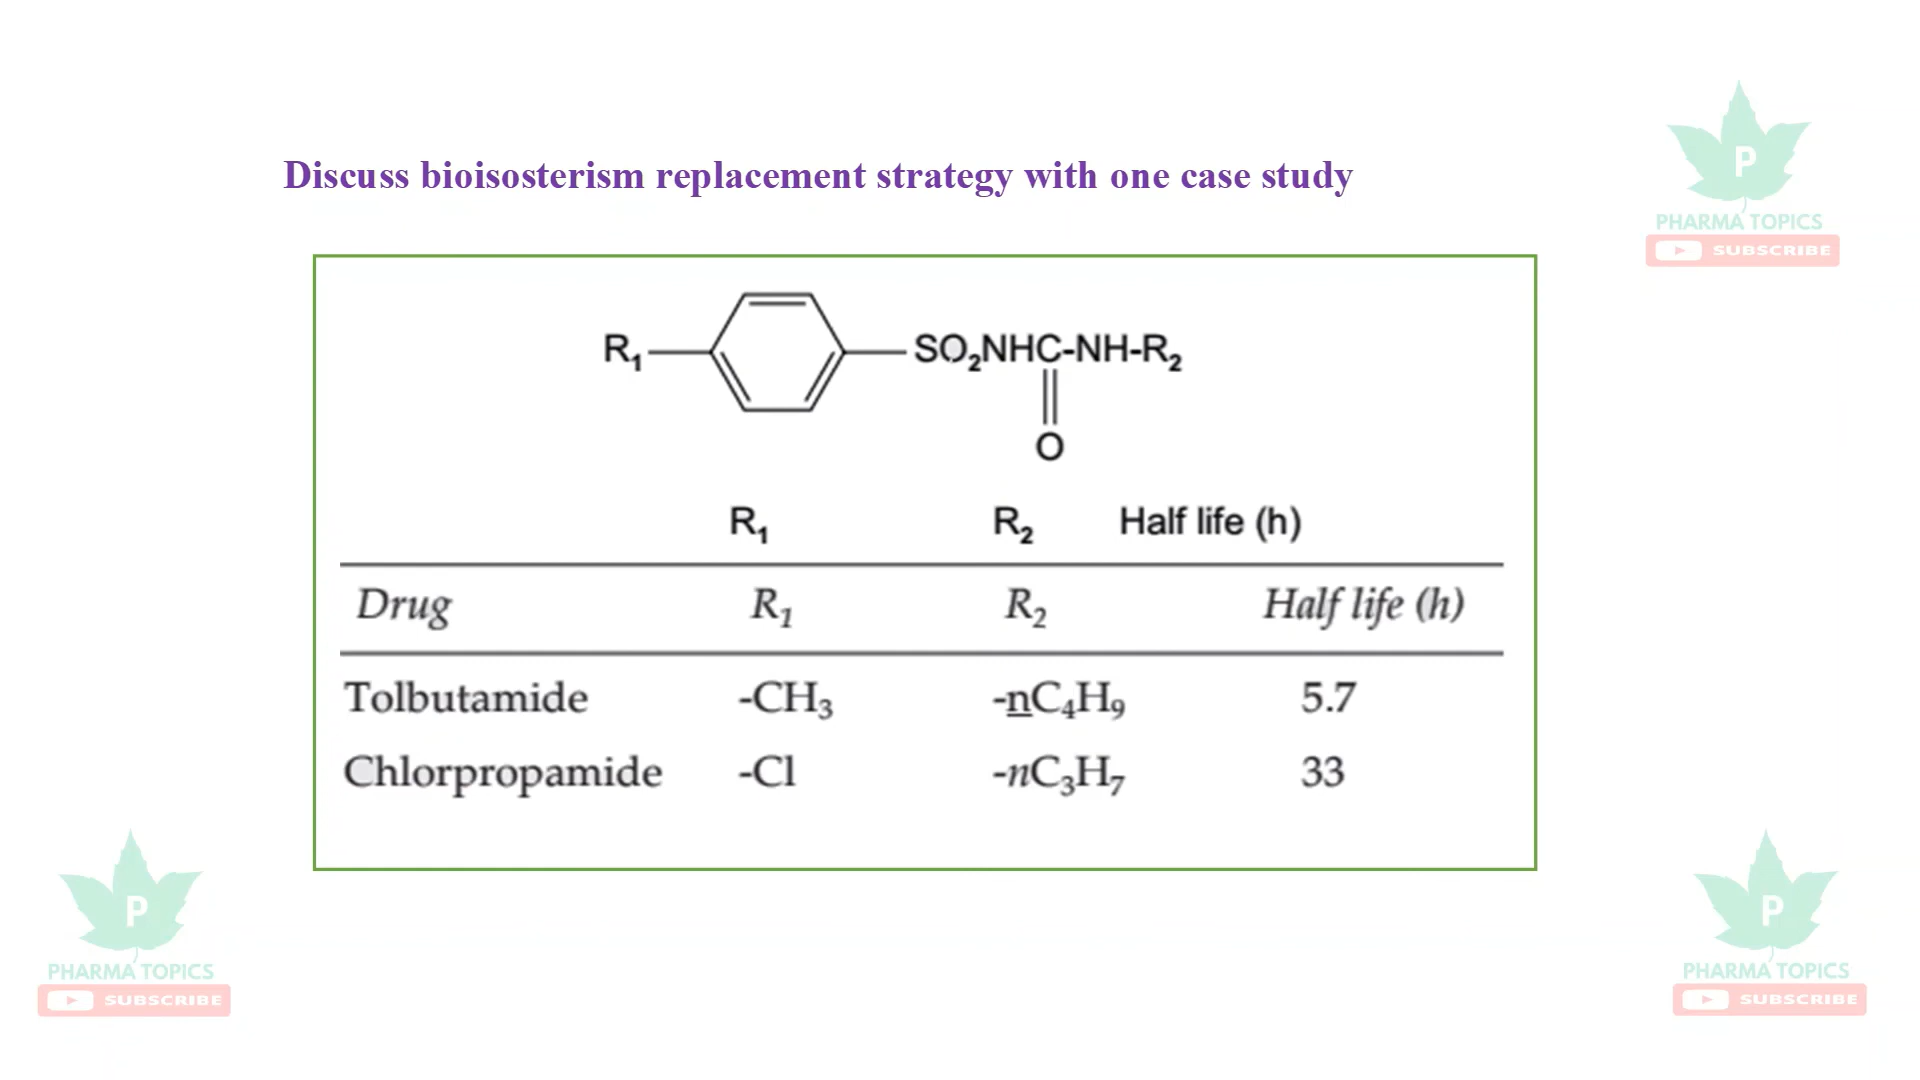 Discuss bioisosterism replacement strategy with one case study
P
PHARMA TOPICS
SUBSCRIBE
R₁ SO₂NHC-NH-R₂
O
R₁ R₂ Half life (h)
Drug R₁ R₂ Half life (h)
Tolbutamide -CH₃ -nC₄H₉ 5.7
Chlorpropamide -Cl -nC₃H₇ 33
P
PHARMA TOPICS
SUBSCRIBE
P
PHARMA TOPICS
SUBSCRIBE